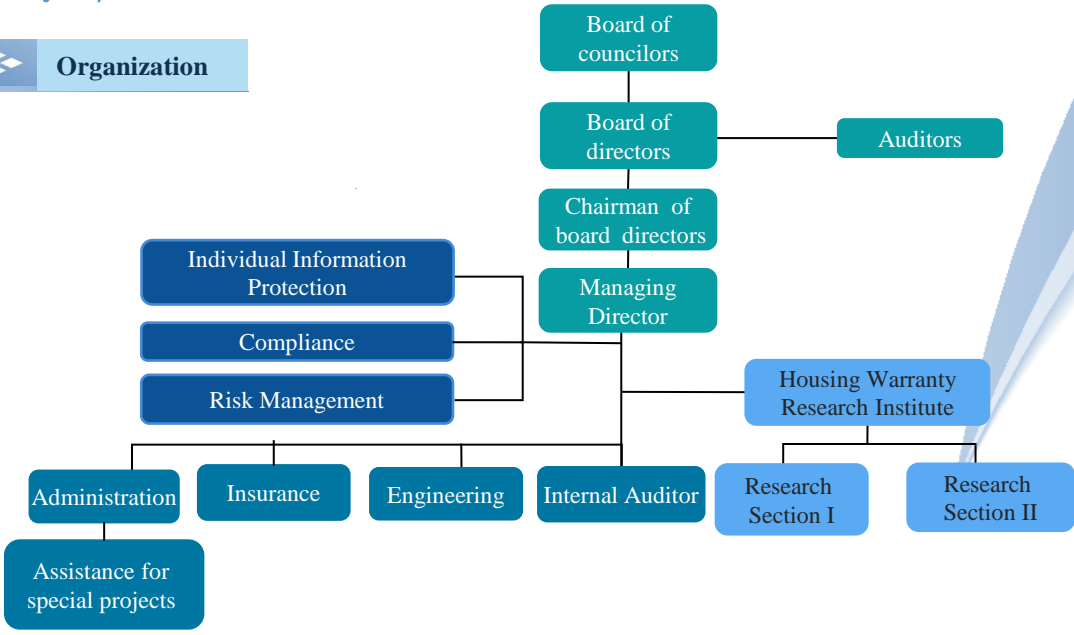 Organization
Board of
councilors
Board of
directors
Auditors
Chairman of
board directors
Individual Information
Protection
Managing
Director
Compliance
Housing Warranty
Research Institute
Risk Management
Administration
Insurance
Engineering
Internal Auditor
Research
Section I
Research
Section II
Assistance for
special projects